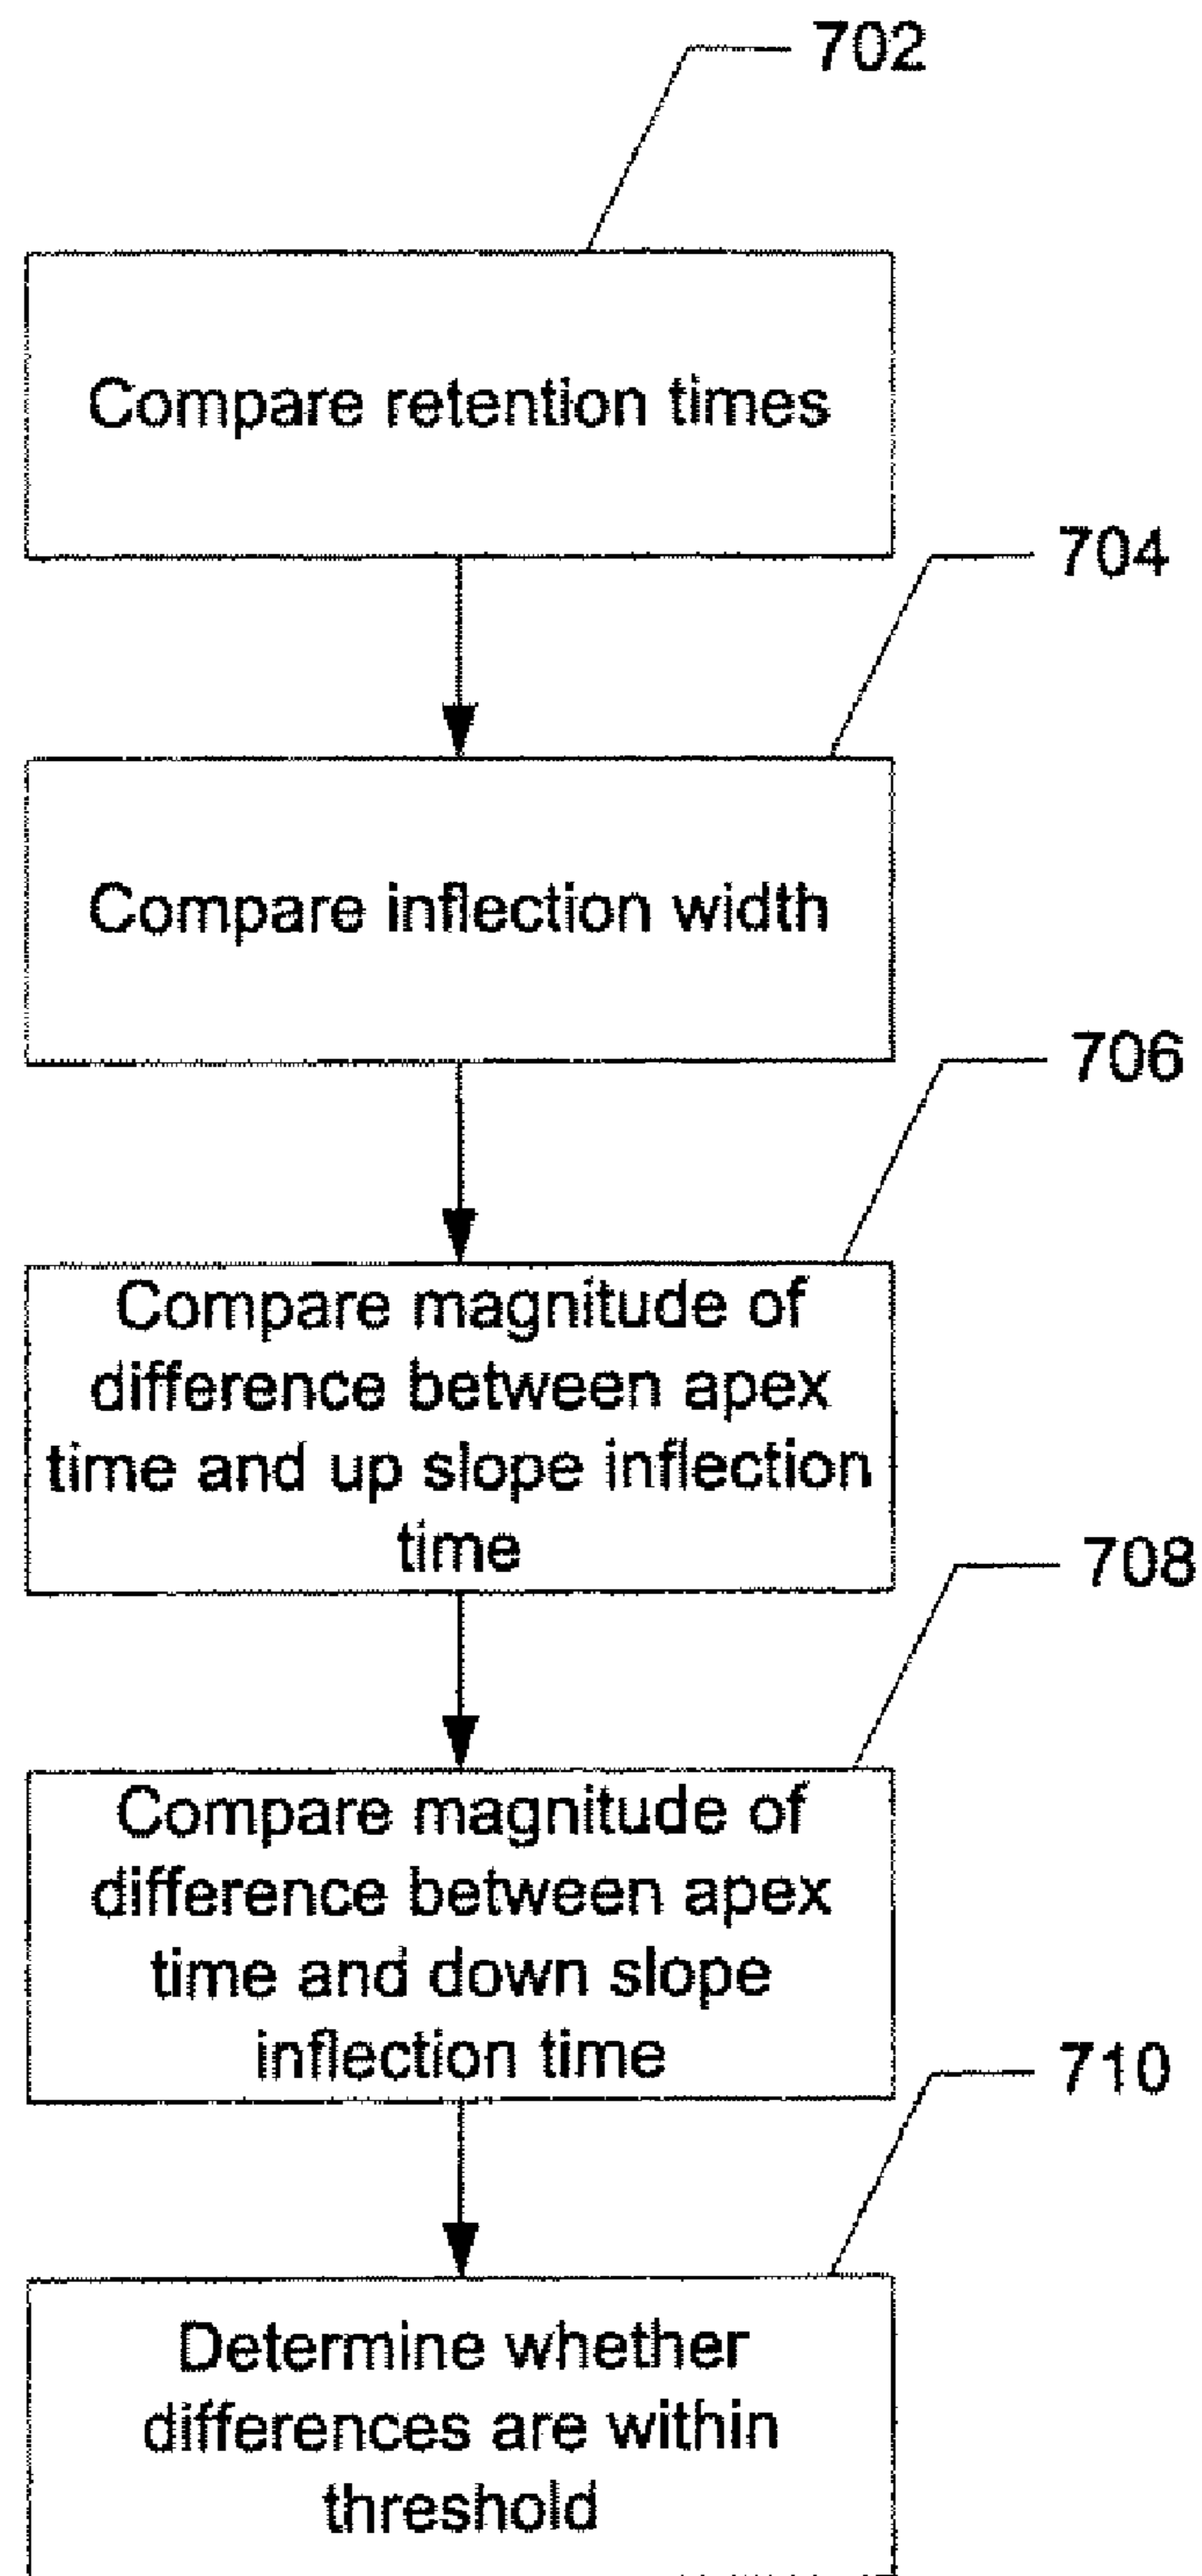 702
Compare retention times
704
Compare inflection width
706
Compare magnitude of
difference between apex
time and up slope inflection
time
708
Compare magnitude of
difference between apex
time and down slope
inflection time
710
Determine whether
differences are within
threshold